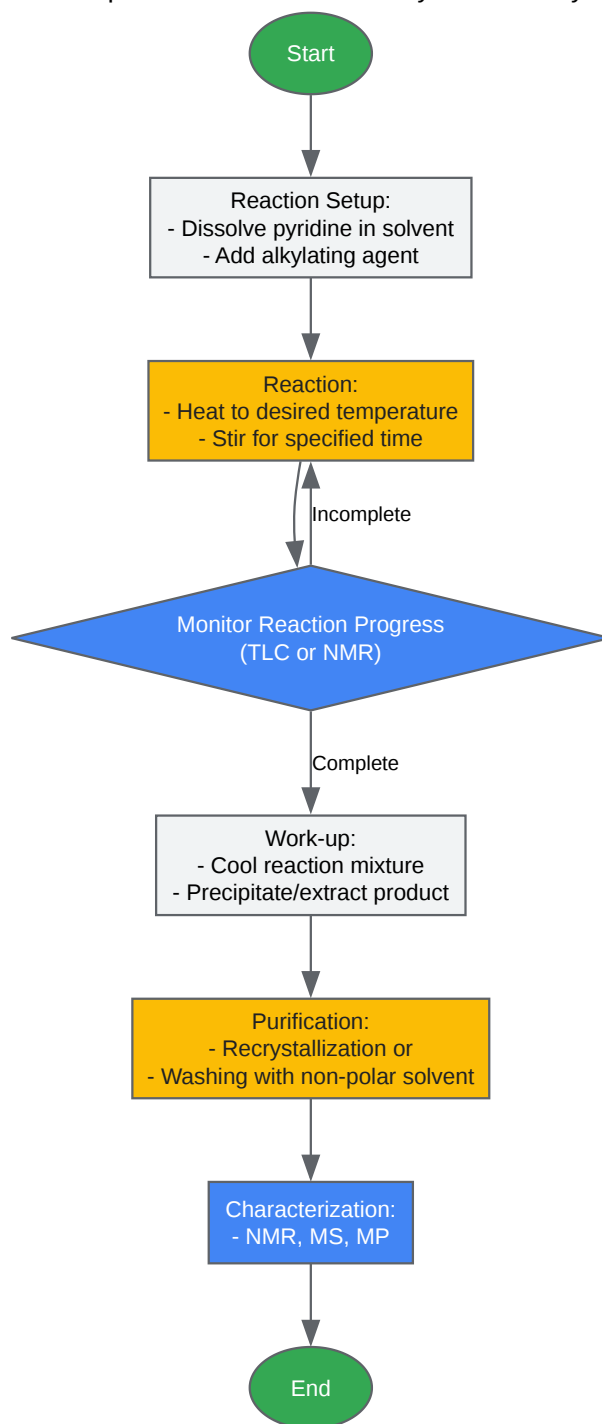 Start
Reaction Setup:
- Dissolve pyridine in solvent
- Add alkylating agent
Reaction:
- Heat to desired temperature
- Stir for specified time
Incomplete
Monitor Reaction Progress
(TLC or NMR)
Complete
Work-up:
- Cool reaction mixture
- Precipitate/extract product
Purification:
- Recrystallization or
- Washing with non-polar solvent
Characterization:
- NMR, MS, MP
End